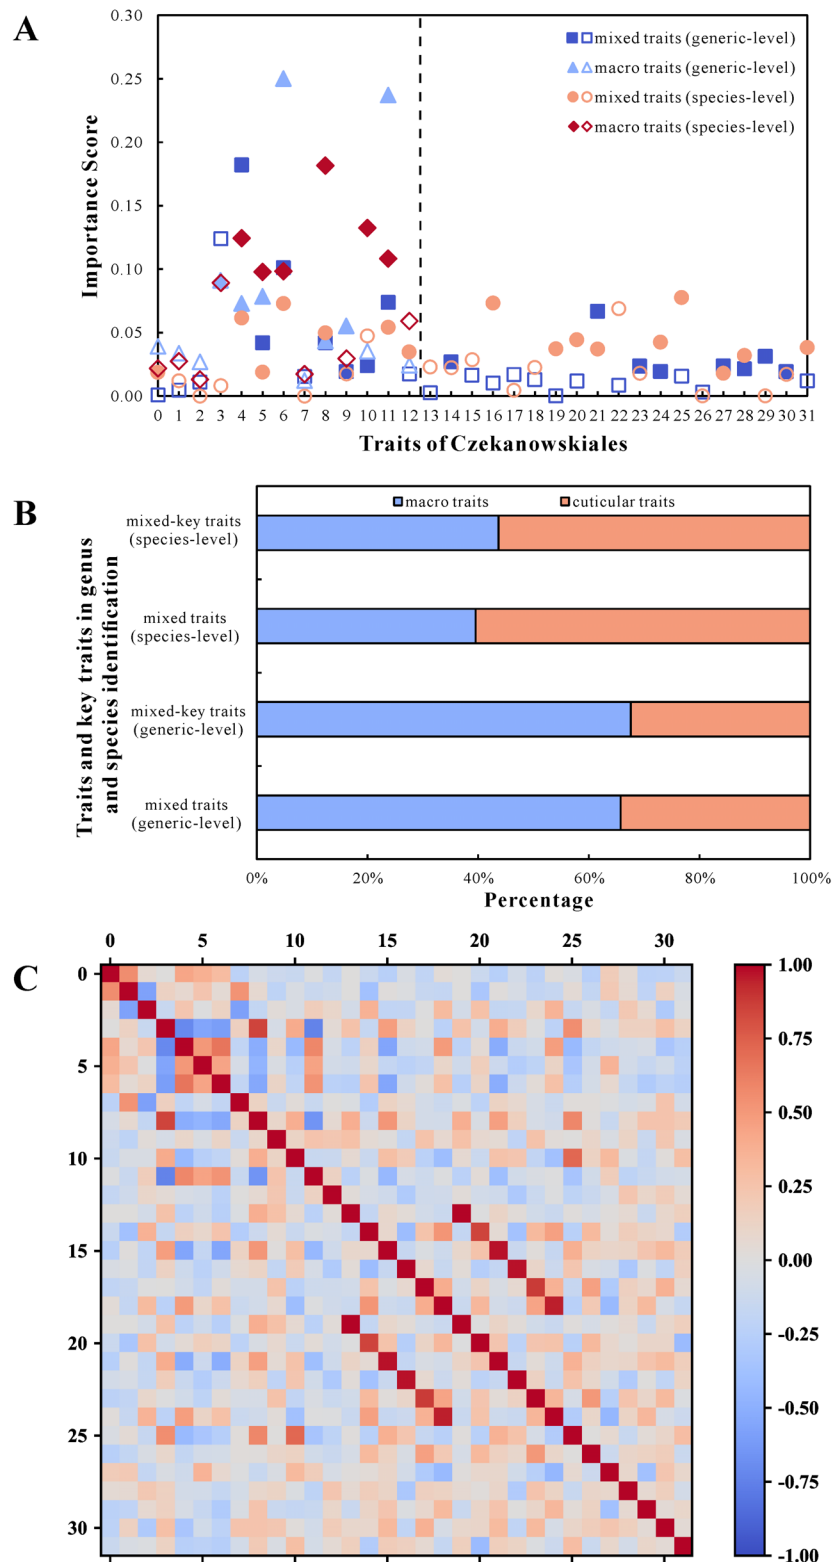 A
0.30
0.25
0.20
0.15
0.10
0.05
0.00
Importance Score
mixed traits (generic-level)
macro traits (generic-level)
mixed traits (species-level)
macro traits (species-level)
0 1 2 3 4 5 6 7 8 9 10 11 12 13 14 15 16 17 18 19 20 21 22 23 24 25 26 27 28 29 30 31
Traits of Czekanowskiales
B
macro traits
cuticular traits
Traits and key traits in genus
and species identification
mixed-key traits
(species-level)
mixed traits
(species-level)
mixed-key traits
(generic-level)
mixed traits
(generic-level)
0% 20% 40% 60% 80% 100%
Percentage
C
0 5 10 15 20 25 30
0
5
10
15
20
25
30
1.00
0.75
0.50
0.25
0.00
-0.25
-0.50
-0.75
-1.00